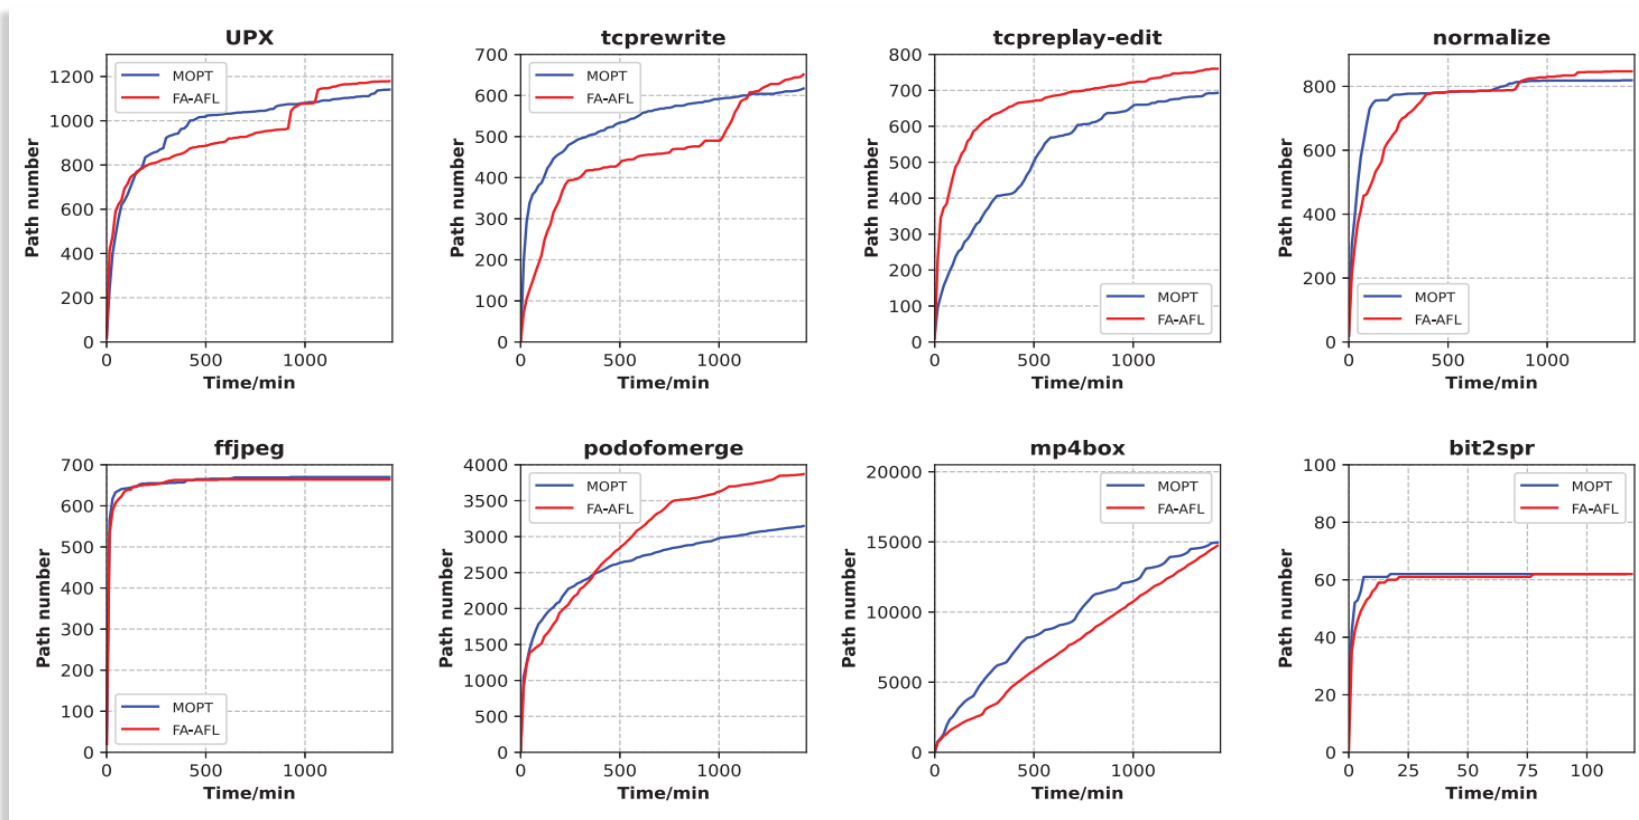 UPX
tcprewrite
tcpreplay-edit
normalize
MOPT
FA-AFL
Path number
0
200
400
600
800
1000
1200
0
500
1000
Time/min
MOPT
FA-AFL
Path number
0
100
200
300
400
500
600
700
0
500
1000
Time/min
MOPT
FA-AFL
Path number
0
100
200
300
400
500
600
700
800
0
500
1000
Time/min
MOPT
FA-AFL
Path number
0
200
400
600
800
0
500
1000
Time/min
ffjpeg
podofomerge
mp4box
bit2spr
MOPT
FA-AFL
Path number
0
100
200
300
400
500
600
700
0
500
1000
Time/min
MOPT
FA-AFL
Path number
0
500
1000
1500
2000
2500
3000
3500
4000
0
500
1000
Time/min
MOPT
FA-AFL
Path number
0
5000
10000
15000
20000
0
500
1000
Time/min
MOPT
FA-AFL
Path number
0
20
40
60
80
100
0
25
50
75
100
Time/min